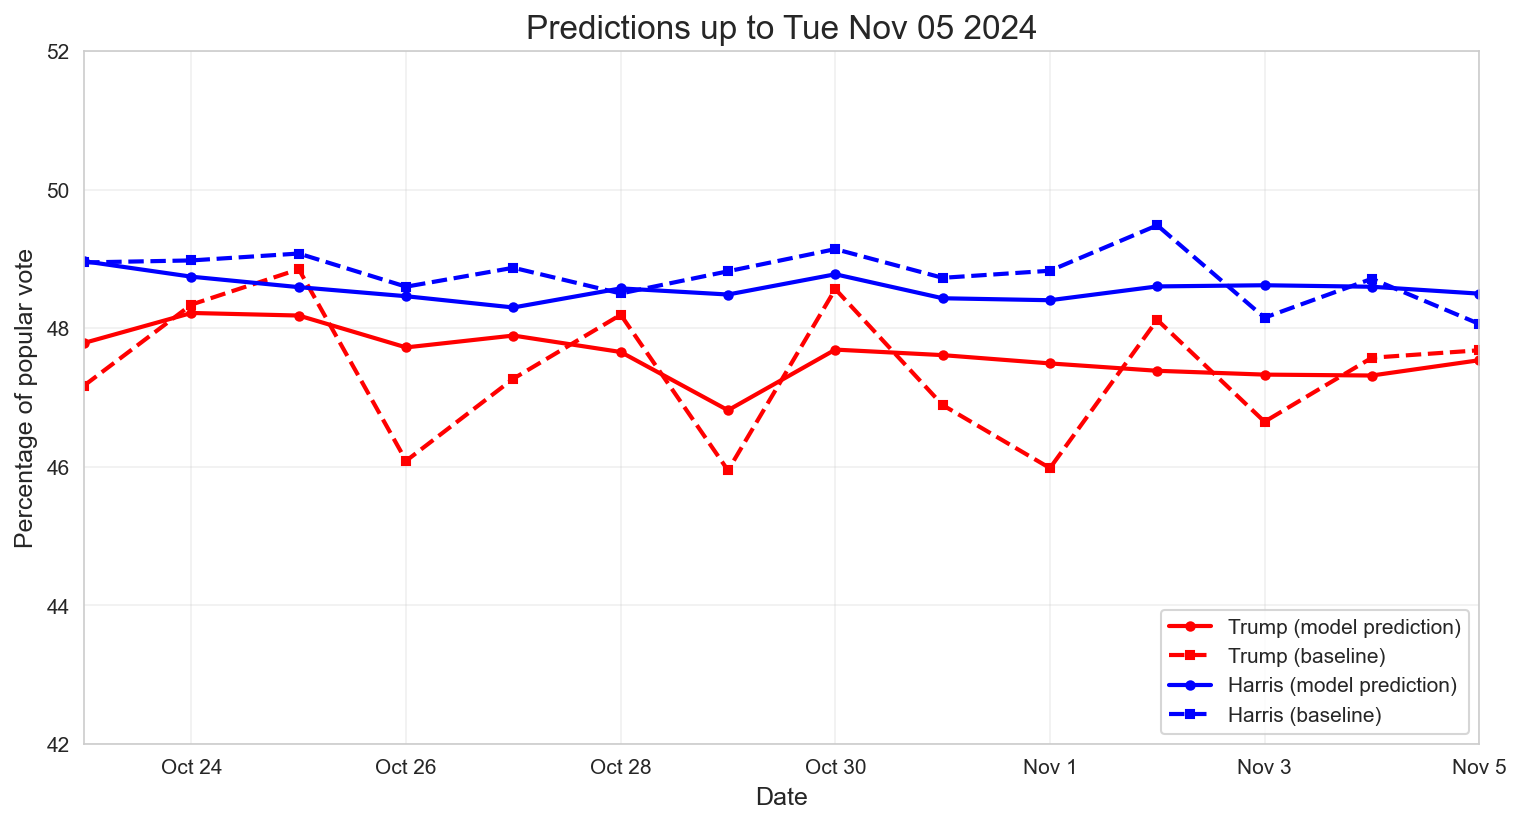 Predictions up to Tue Nov 05 2024
Percentage of popular vote
52
50
48
46
44
42
Trump (model prediction)
Trump (baseline)
Harris (model prediction)
Harris (baseline)
Oct 24 Oct 26 Oct 28 Oct 30 Nov 1 Nov 3 Nov 5
Date